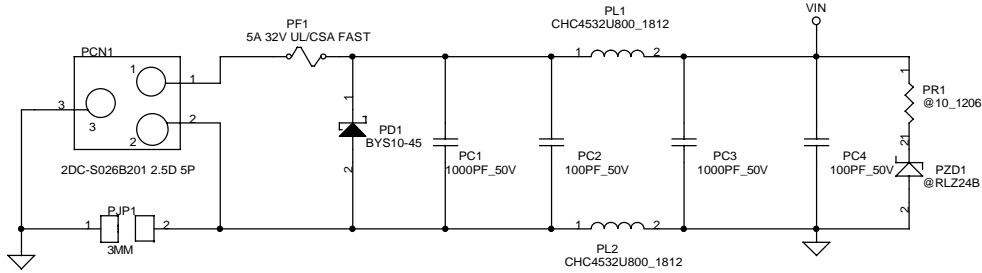 VIN
PL1
CHC4532U800_1812
PF1
5A 32V UL/CSA FAST
PCN1
1
1
2
1
2
3
3
2
1
1
PR1
@10_1206
21
PD1
BYS10-45
2
PC1
1000PF_50V
PC2
100PF_50V
PC3
1000PF_50V
PC4
100PF_50V
PZD1
@RLZ24B
2
2DC-S026B201 2.5D 5P
PJP1
1
2
3MM
1
2
PL2
CHC4532U800_1812